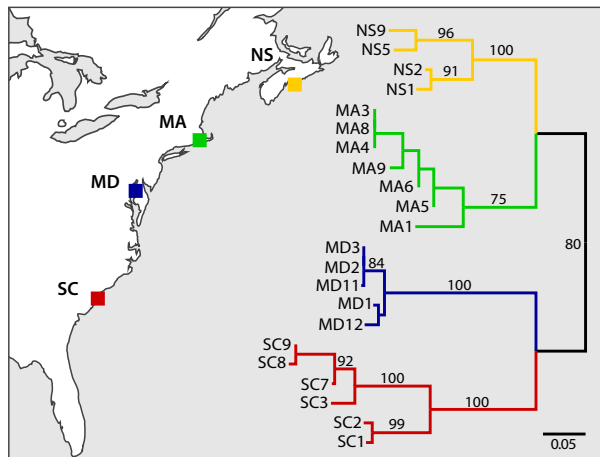 NS
MA
MD
SC
NS9
96
NS5
100
NS2
91
NS1
MA3
MA8
MA4
MA9
MA6
MA5
75
MA1
80
MD3
84
MD2
MD11
100
MD1
MD12
SC9
SC8
92
SC7
100
SC3
100
SC2
99
SC1
0.05